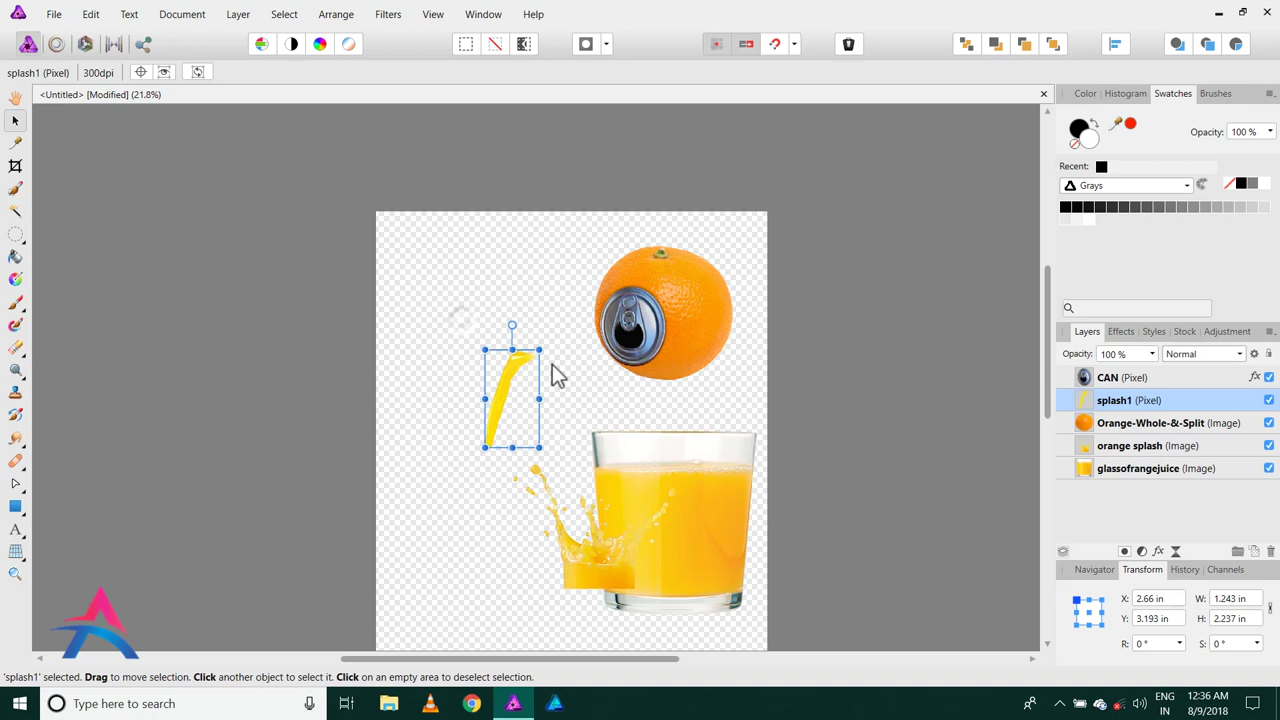 File Edit Text Document Layer Select Arrange Filters View Window Help
splash1 (Pixel) 300dpi
<Untitled> [Modified] (21.8%)
Color Histogram Swatches Brushes
Opacity: 100 %
Recent:
Grays
Layers Effects Styles Stock Adjustment
Opacity: 100 % Normal
CAN (Pixel) fx
splash1 (Pixel)
Orange-Whole-&-Split (Image)
orange splash (Image)
glassofrangejuice (Image)
fx
Navigator Transform History Channels
X: 2.66 in W: 1.243 in
Y: 3.193 in H: 2.237 in
R: 0 ° S: 0 °
'splash1' selected. Drag to move selection. Click another object to select it. Click on an empty area to deselect selection.
Type here to search
ENG
IN
12:36 AM
8/9/2018